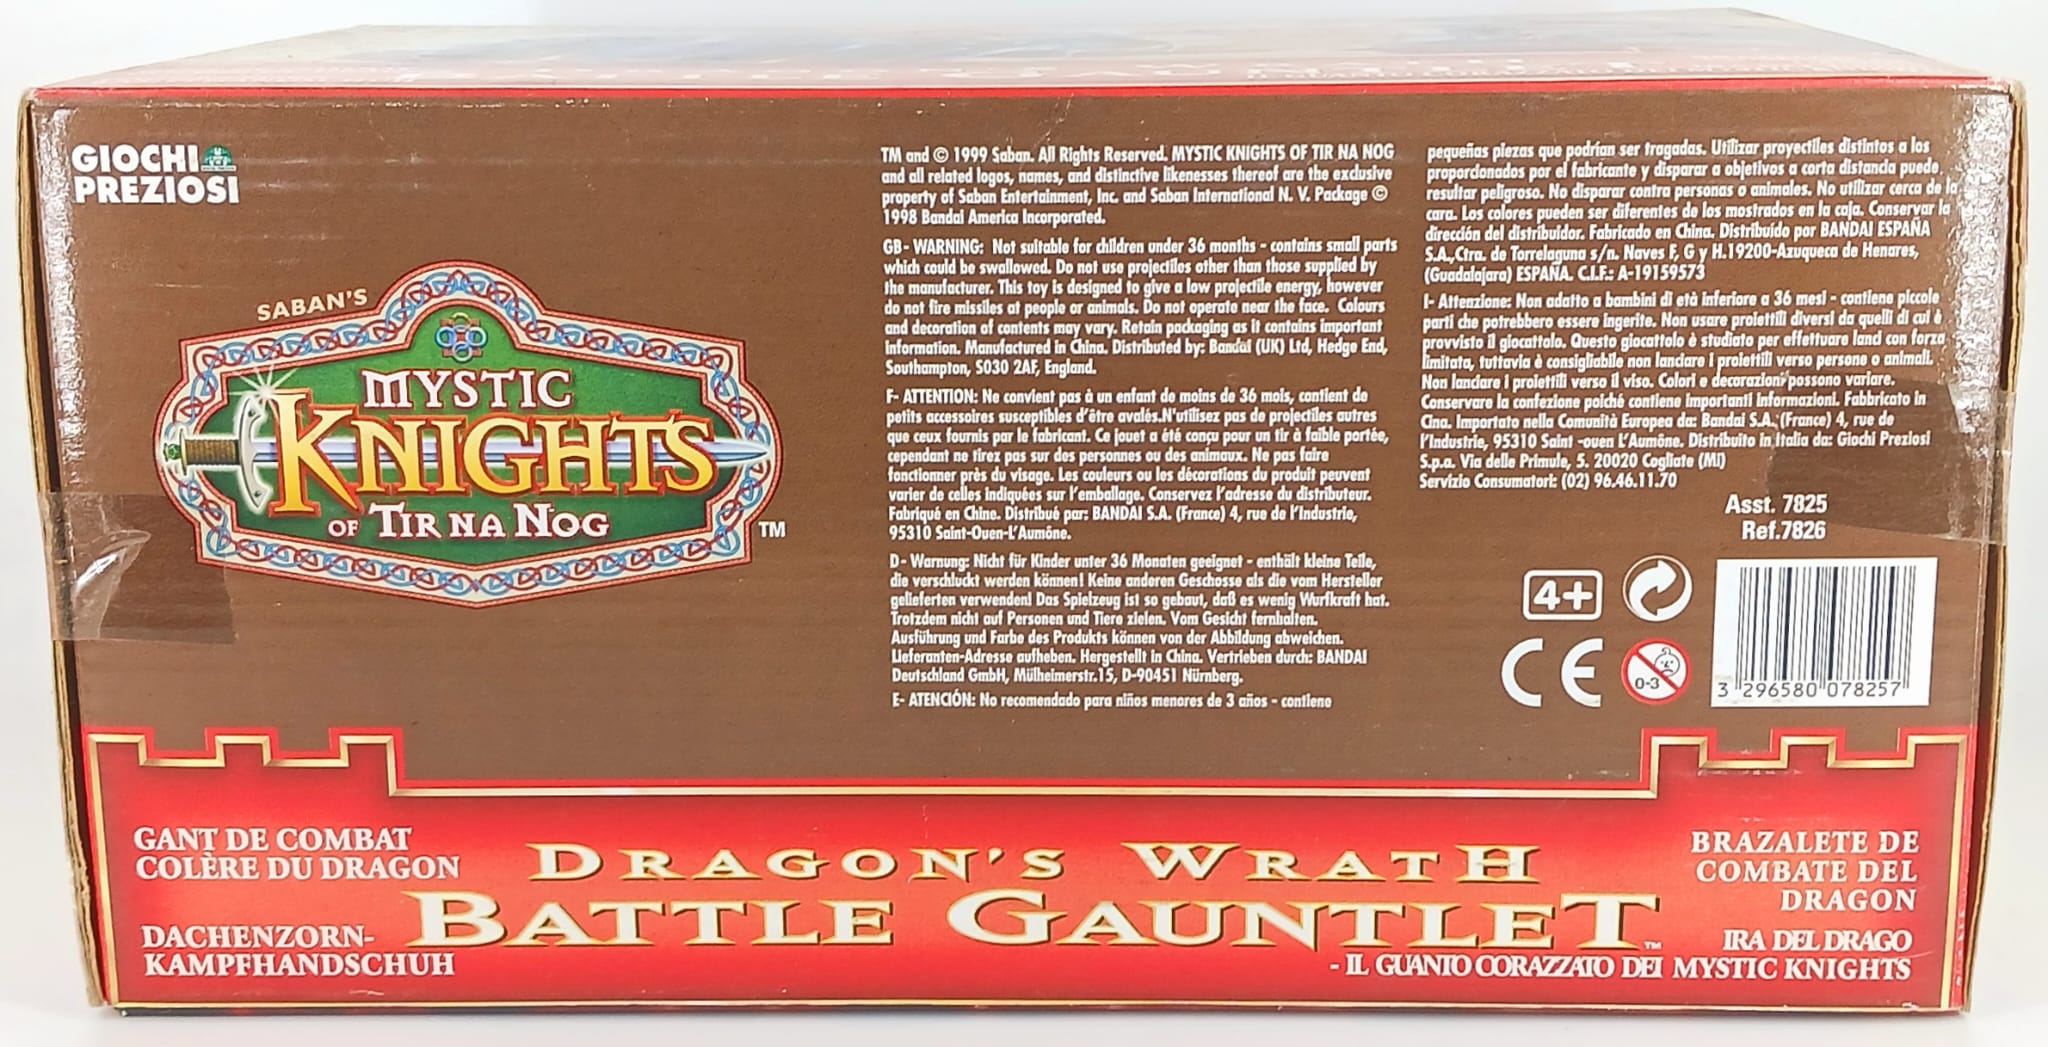 GIOCHI
PREZIOSI
SABAN'S
MYSTIC
KNIGHTS
OF TIR NA NOG
TM
TM and © 1999 Saban. All Rights Reserved. MYSTIC KNIGHTS OF TIR NA NOG
and all related logos, names, and distinctive likenesses thereof are the exclusive
property of Saban Entertainment, Inc. and Saban International N. V. Package ©
1998 Bandai America Incorporated.
GB- WARNING: Not suitable for children under 36 months - contains small parts
which could be swallowed. Do not use projectiles other than those supplied by
the manufacturer. This toy is designed to give a low projectile energy, however
do not fire missiles at people or animals. Do not operate near the face. Colours
and decoration of contents may vary. Retain packaging as it contains important
information. Manufactured in China. Distributed by: Bandai (UK) Ltd, Hedge End,
Southampton, SO30 2AF, England.
F- ATTENTION: Ne convient pas à un enfant de moins de 36 mois, contient de
petits accessoires susceptibles d'être avalés.N'utilisez pas de projectiles autres
que ceux fournis par le fabricant. Ce jouet a été conçu pour un tir à faible portée,
cependant ne tirez pas sur des personnes ou des animaux. Ne pas faire
fonctionner près du visage. Les couleurs ou les décorations du produit peuvent
varier de celles indiquées sur l'emballage. Conservez l'adresse du distributeur.
Fabriqué en Chine. Distribué par: BANDAI S.A. (France) 4, rue de l'Industrie,
95310 Saint-Ouen-L'Aumône.
D- Warnung: Nicht für Kinder unter 36 Monaten geeignet - enthält kleine Teile,
die verschluckt werden können! Keine anderen Geschosse als die vom Hersteller
gelieferten verwenden! Das Spielzeug ist so gebaut, daß es wenig Wurfkraft hat.
Trotzdem nicht auf Personen und Tiere zielen. Vom Gesicht fernhalten.
Ausführung und Farbe des Produkts können von der Abbildung abweichen.
Lieferanten-Adresse aufheben. Hergestellt in China. Vertrieben durch: BANDAI
Deutschland GmbH, Mülheimerstr.15, D-90451 Nürnberg.
E- ATENCIÓN: No recomendado para niños menores de 3 años - contiene
pequeñas piezas que podrían ser tragadas. Utilizar proyectiles distintos a los
proporcionados por el fabricante y disparar a objetivos a corta distancia puede
resultar peligroso. No disparar contra personas o animales. No utilizar cerca de la
cara. Los colores pueden ser diferentes de los mostrados en la caja. Conservar la
dirección del distribuidor. Fabricado en China. Distribuído por BANDAI ESPAÑA
S.A.,Ctra. de Torrelaguna s/n. Naves F, G y H.19200-Azuqueca de Henares,
(Guadalajara) ESPAÑA. C.I.F.: A-19159573
I- Attenzione: Non adatto a bambini di età inferiore a 36 mesi - contiene piccole
parti che potrebbero essere ingerite. Non usare proiettili diversi da quelli di cui è
provvisto il giocattolo. Questo giocattolo è studiato per effettuare lanci con forza
limitata, tuttavia è consigliabile non lanciare i proiettili verso persone o animali.
Non lanciare i proiettili verso il viso. Colori e decorazioni possono variare.
Conservare la confezione poiché contiene importanti informazioni. Fabbricato in
Cina. Importato nella Comunità Europea da: Bandai S.A. (France) 4, rue de
l'Industrie, 95310 Saint -ouen L'Aumône. Distribuito in Italia da: Giochi Preziosi
S.p.a. Via delle Primule, 5. 20020 Cogliate (MI)
Servizio Consumatori: (02) 96.46.11.70
Asst. 7825
Ref.7826
4+
CE
0-3
3 296580 078257
GANT DE COMBAT
COLÈRE DU DRAGON
DACHENZORN-
KAMPFHANDSCHUH
DRAGON'S WRATH
BATTLE GAUNTLET™
BRAZALETE DE
COMBATE DEL
DRAGON
IRA DEL DRAGO
- IL GUANTO CORAZZATO DEI MYSTIC KNIGHTS